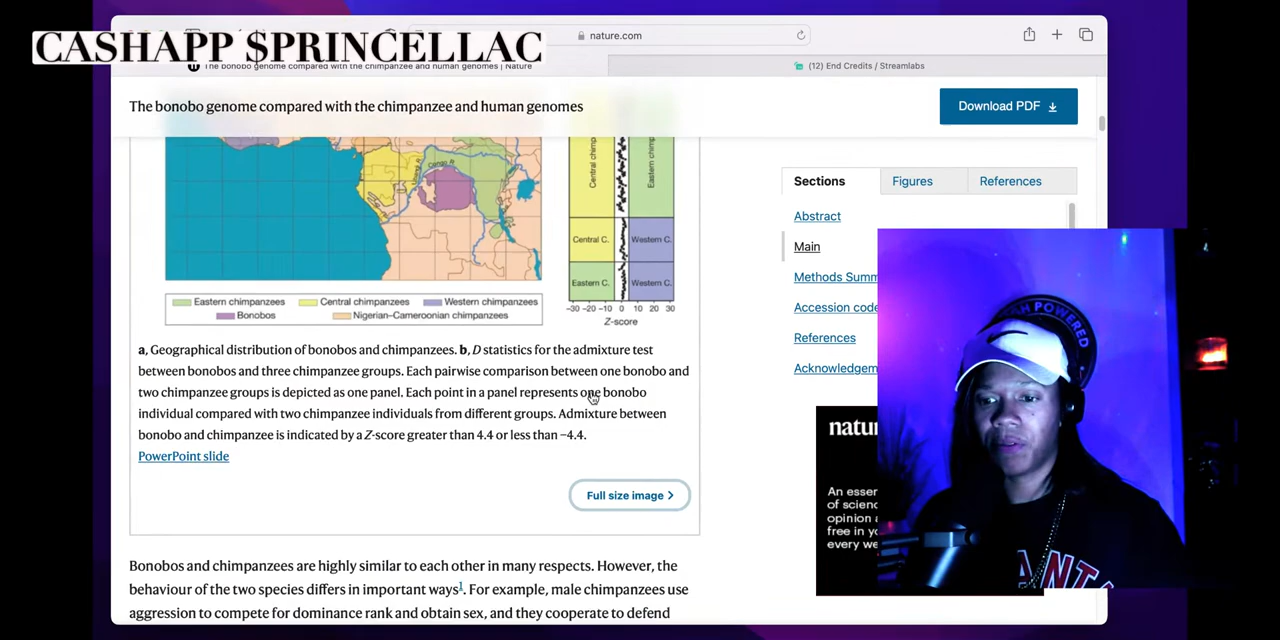 CASHAPP $PRINCELLAC
nature.com
The bonobo genome compared with the chimpanzee and human genomes | Nature
(12) End Credits / Streamlabs
The bonobo genome compared with the chimpanzee and human genomes
Download PDF
Congo R.
Central chimp
Eastern chimp
Central C.
Western C.
Eastern C.
Western C.
−30 −20 −10 0 10 20 30
Z-score
Eastern chimpanzees
Central chimpanzees
Western chimpanzees
Bonobos
Nigerian–Cameroonian chimpanzees
a, Geographical distribution of bonobos and chimpanzees. b, D statistics for the admixture test
between bonobos and three chimpanzee groups. Each pairwise comparison between one bonobo and
two chimpanzee groups is depicted as one panel. Each point in a panel represents one bonobo
individual compared with two chimpanzee individuals from different groups. Admixture between
bonobo and chimpanzee is indicated by a Z-score greater than 4.4 or less than −4.4.
PowerPoint slide
Full size image
Bonobos and chimpanzees are highly similar to each other in many respects. However, the
behaviour of the two species differs in important ways1. For example, male chimpanzees use
aggression to compete for dominance rank and obtain sex, and they cooperate to defend
Sections
Figures
References
Abstract
Main
Methods Summ
Accession code
References
Acknowledgem
natur
An esser
of scienc
opinion a
free in yo
every we
POWERED
ANTA